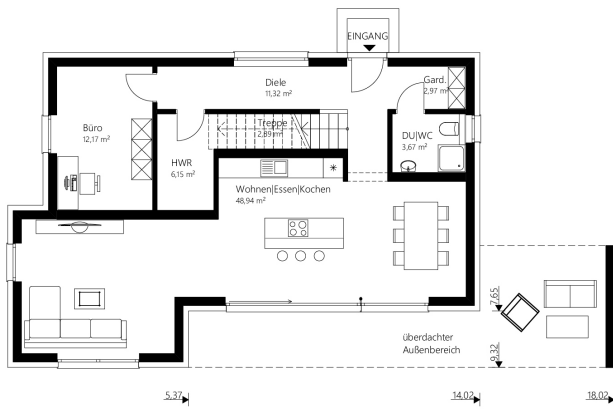 EINGANG
Diele
11,32 m²
Gard.
2,97 m²
Büro
12,17 m²
Treppe
2,89 m²
DU|WC
3,67 m²
HWR
6,15 m²
Wohnen|Essen|Kochen
48,94 m²
7,65
überdachter
Außenbereich
9,32
5,37
14,02
18,02